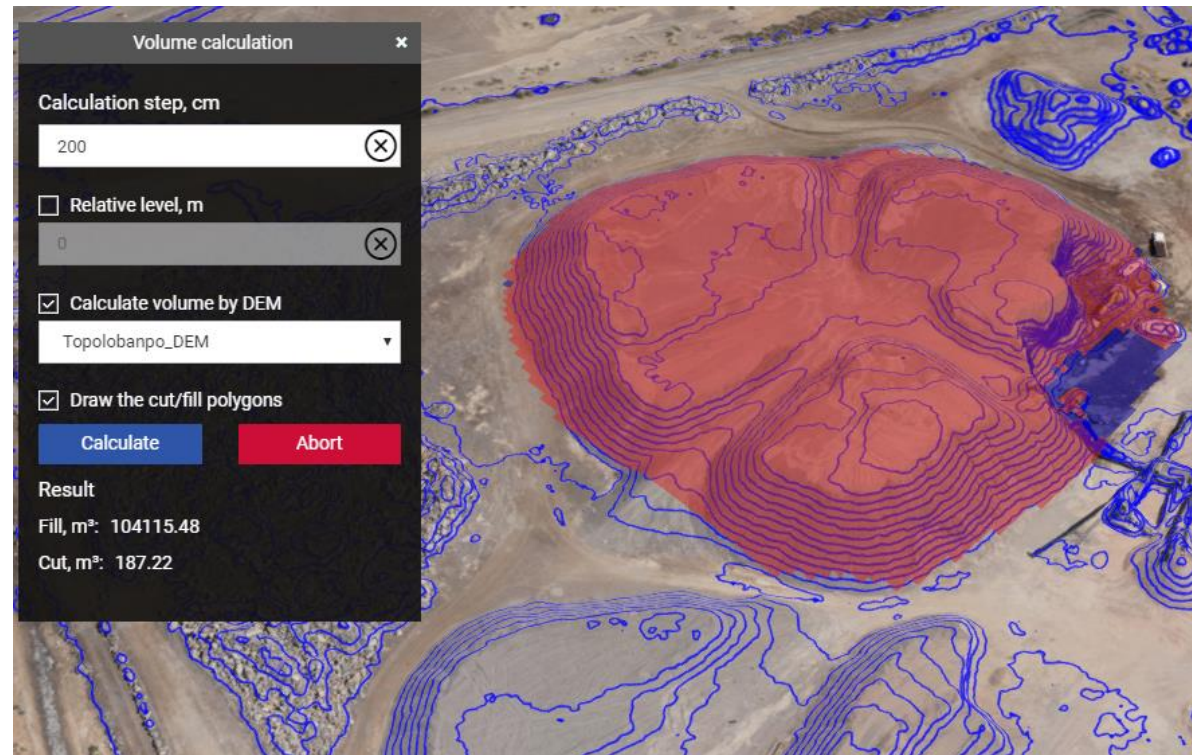 Volume calculation ×
Calculation step, cm
200
Relative level, m
0
Calculate volume by DEM
Topolobanpo_DEM
Draw the cut/fill polygons
Calculate Abort
Result
Fill, m³: 104115.48
Cut, m³: 187.22